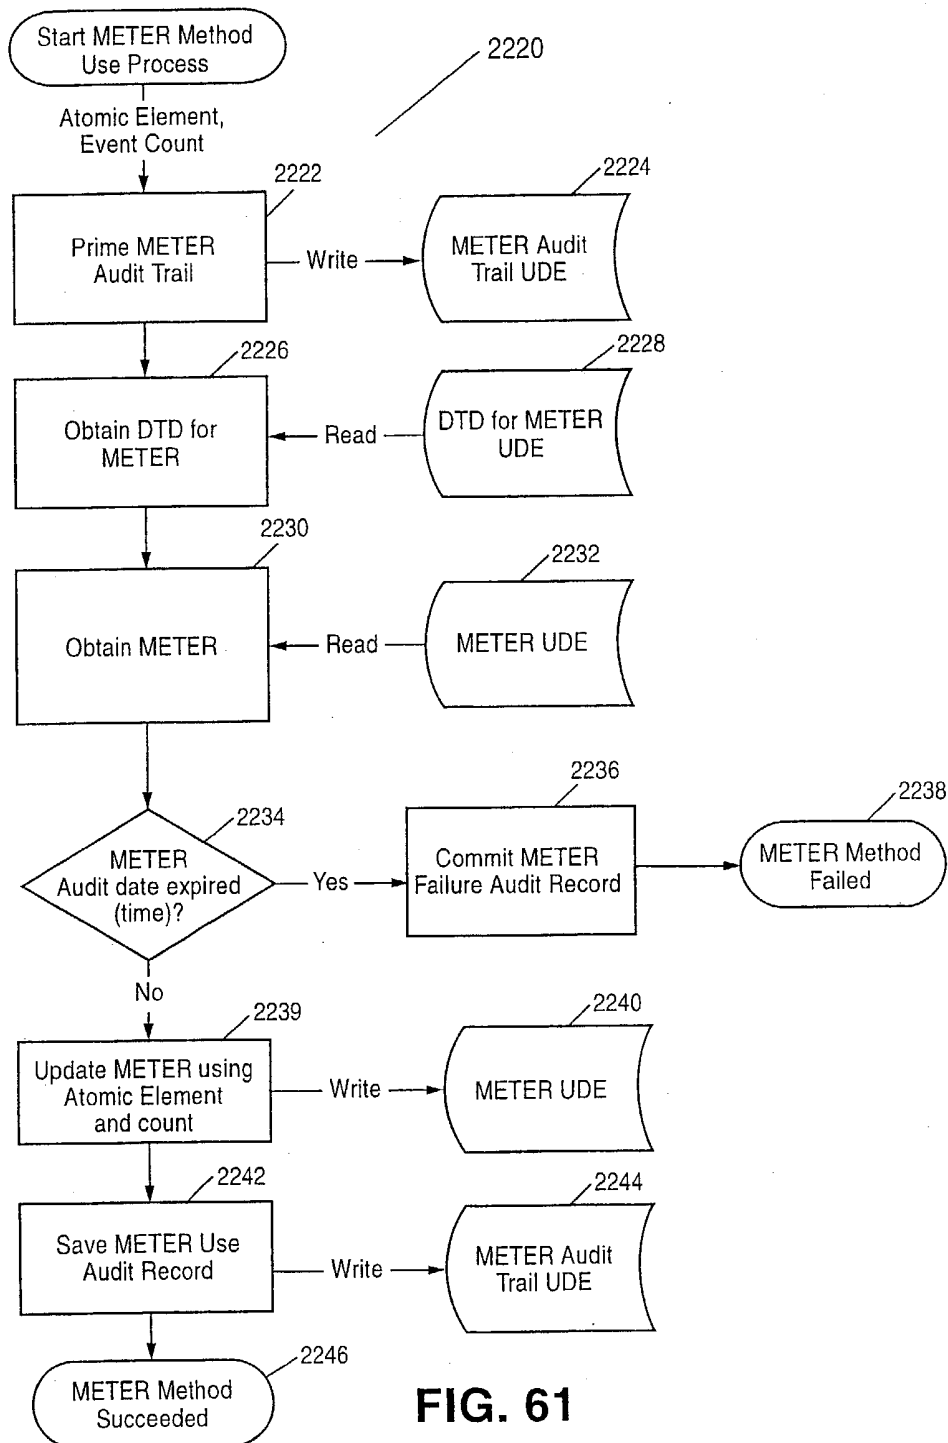 Start METER Method
Use Process
2220
Atomic Element,
Event Count
2222
Prime METER
Audit Trail
Write
2224
METER Audit
Trail UDE
2226
Obtain DTD for
METER
Read
2228
DTD for METER
UDE
2230
Obtain METER
Read
2232
METER UDE
2234
METER
Audit date expired
(time)?
Yes
2236
Commit METER
Failure Audit Record
2238
METER Method
Failed
No
2239
Update METER using
Atomic Element
and count
Write
2240
METER UDE
2242
Save METER Use
Audit Record
Write
2244
METER Audit
Trail UDE
2246
METER Method
Succeeded
FIG. 61